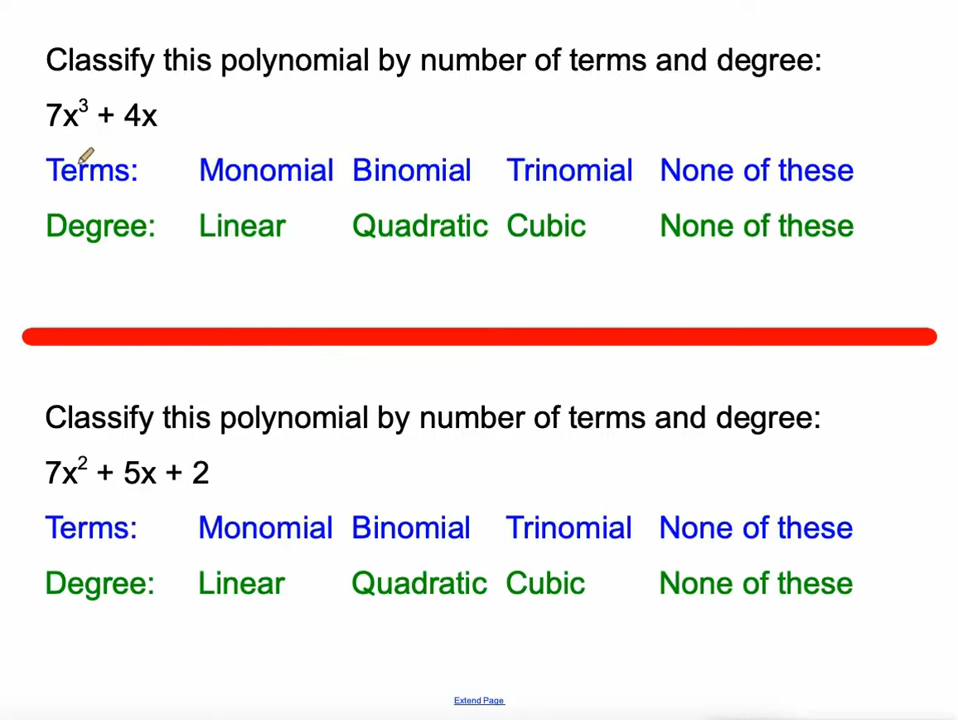 Classify this polynomial by number of terms and degree:
7x³ + 4x
Terms: Monomial Binomial Trinomial None of these
Degree: Linear Quadratic Cubic None of these
Classify this polynomial by number of terms and degree:
7x² + 5x + 2
Terms: Monomial Binomial Trinomial None of these
Degree: Linear Quadratic Cubic None of these
Extend Page